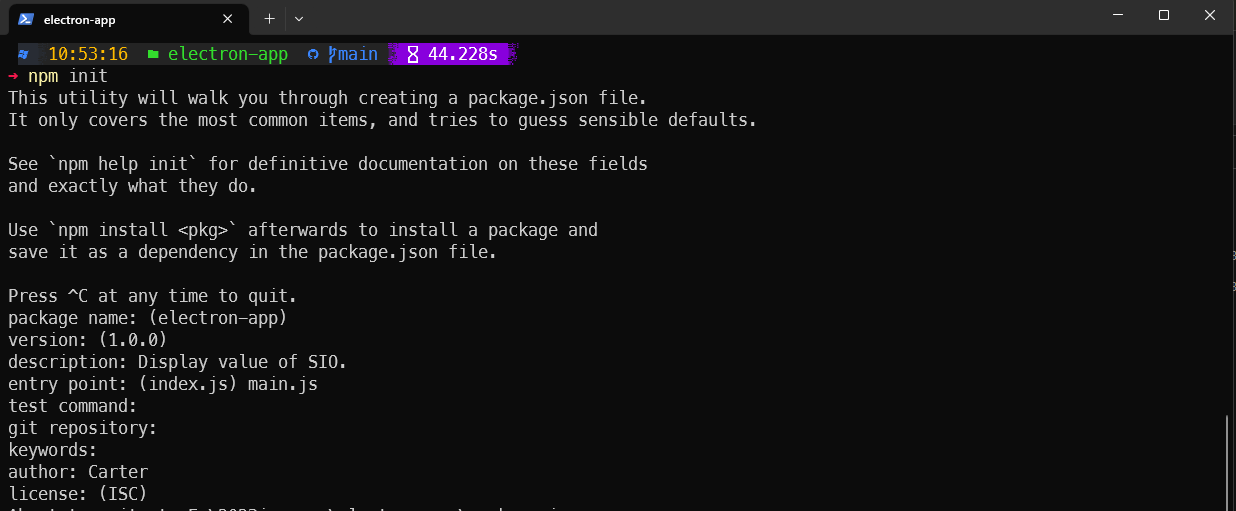 electron-app
10:53:16 electron-app main 44.228s
→ npm init
This utility will walk you through creating a package.json file.
It only covers the most common items, and tries to guess sensible defaults.
See `npm help init` for definitive documentation on these fields
and exactly what they do.
Use `npm install <pkg>` afterwards to install a package and
save it as a dependency in the package.json file.
Press ^C at any time to quit.
package name: (electron-app)
version: (1.0.0)
description: Display value of SIO.
entry point: (index.js) main.js
test command:
git repository:
keywords:
author: Carter
license: (ISC)